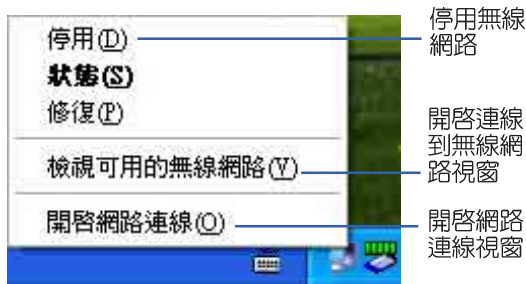 停用(D)
狀態(S)
修復(P)
檢視可用的無線網路(V)
開啟網路連線(O)
停用無線
網路
開啟連線
到無線網
路視窗
開啟網路
連線視窗